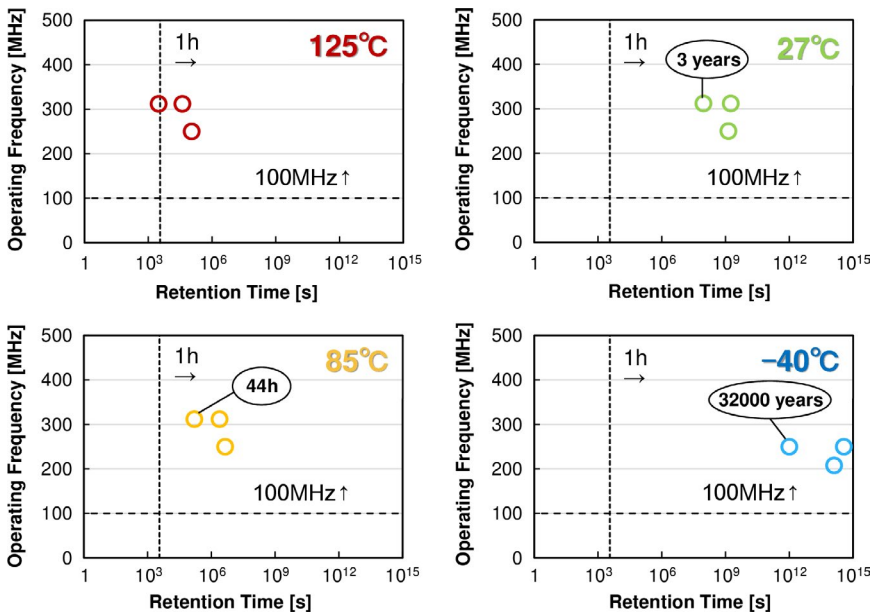 Operating Frequency [MHz]
500
400
300
200
100
0
1h
→
125℃
100MHz↑
1
10³
10⁶
10⁹
10¹²
10¹⁵
Retention Time [s]
Operating Frequency [MHz]
500
400
300
200
100
0
1h
→
3 years
27℃
100MHz↑
1
10³
10⁶
10⁹
10¹²
10¹⁵
Retention Time [s]
Operating Frequency [MHz]
500
400
300
200
100
0
1h
→
44h
85℃
100MHz↑
1
10³
10⁶
10⁹
10¹²
10¹⁵
Retention Time [s]
Operating Frequency [MHz]
500
400
300
200
100
0
1h
→
32000 years
–40℃
100MHz↑
1
10³
10⁶
10⁹
10¹²
10¹⁵
Retention Time [s]